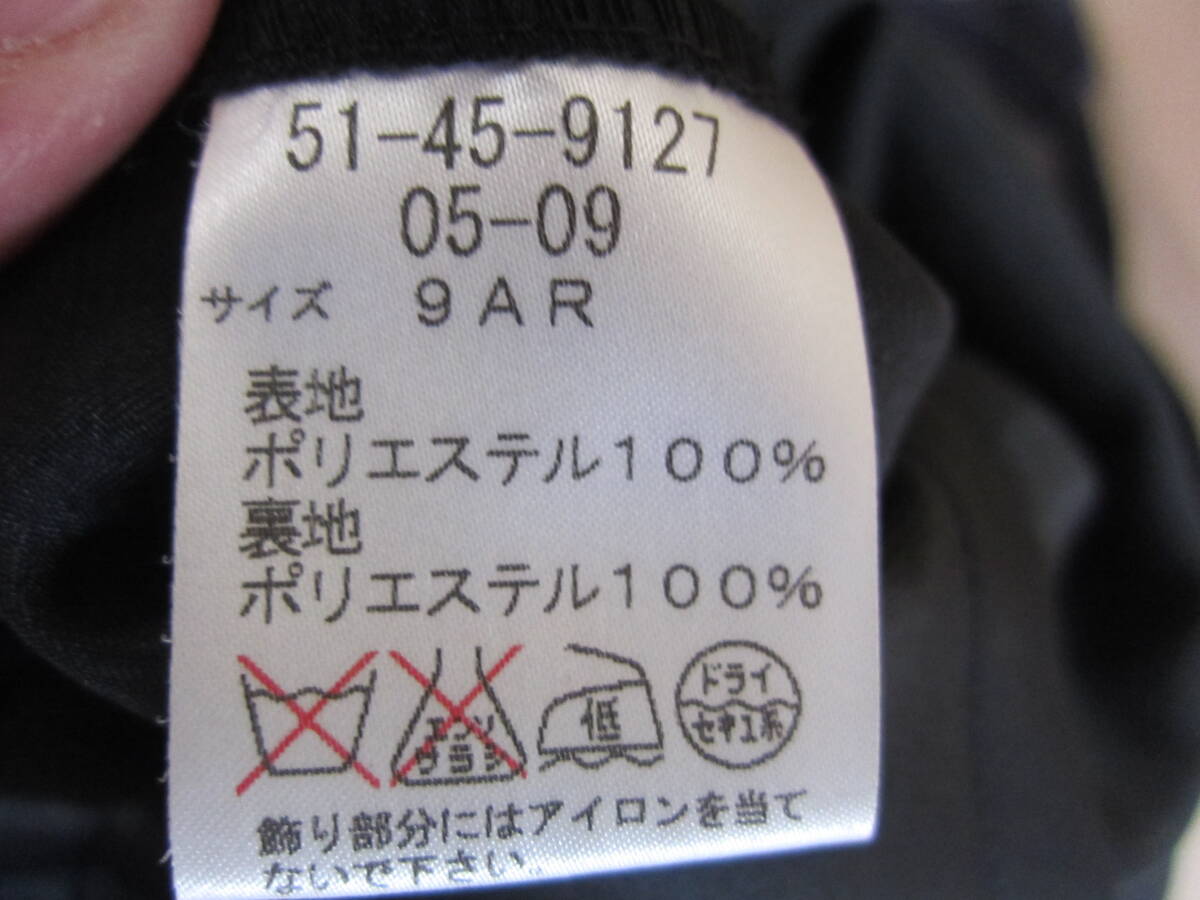 51-45-9127
05-09
サイズ　9AR
表地
ポリエステル100%
裏地
ポリエステル100%
エンソ
サラシ
低
ドライ
セキユ系
飾り部分にはアイロンを当て
ないで下さい。